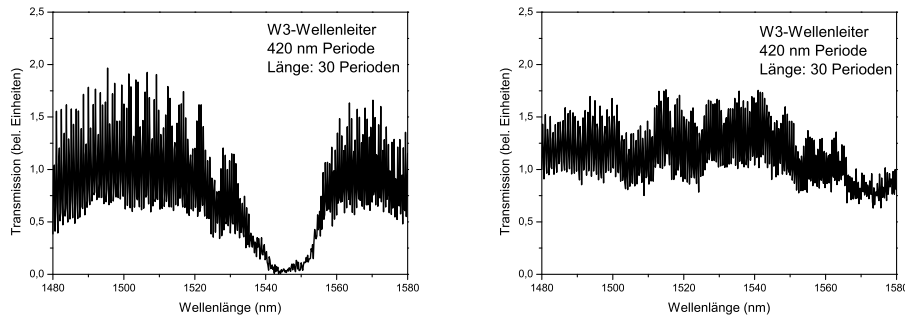 2,5
2,0
1,5
1,0
0,5
0,0
Transmission (bel. Einheiten)
W3-Wellenleiter
420 nm Periode
Länge: 30 Perioden
1480 1500 1520 1540 1560 1580
Wellenlänge (nm)
2,5
2,0
1,5
1,0
0,5
0,0
Transmission (bel. Einheiten)
W3-Wellenleiter
420 nm Periode
Länge: 30 Perioden
1480 1500 1520 1540 1560 1580
Wellenlänge (nm)